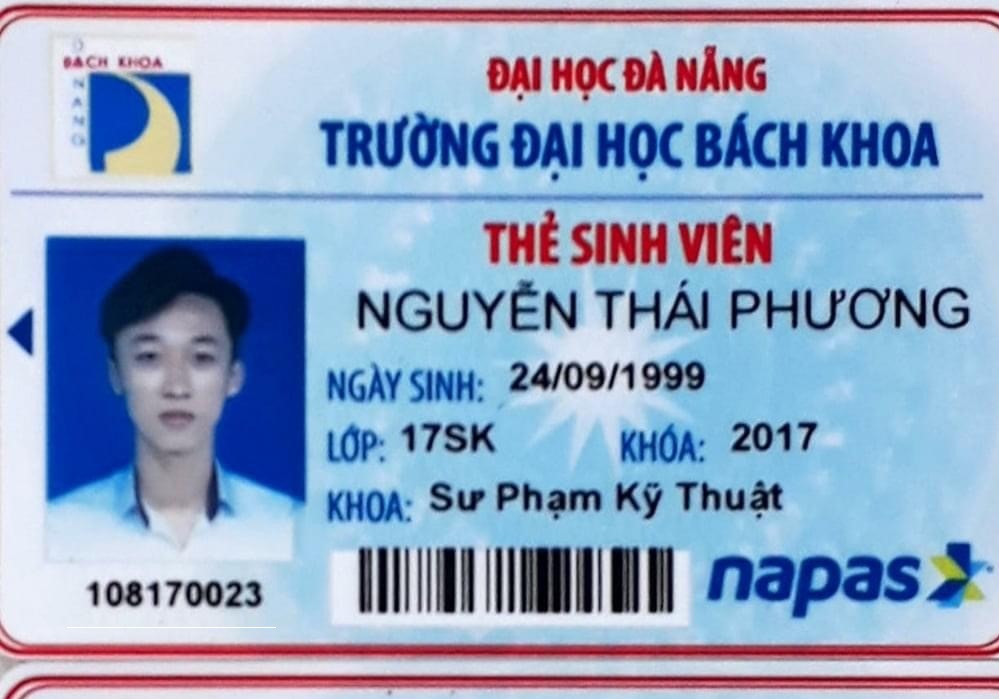 BÁCH KHOA
ĐÀ NẴNG
ĐẠI HỌC ĐÀ NẴNG
TRƯỜNG ĐẠI HỌC BÁCH KHOA
THẺ SINH VIÊN
NGUYỄN THÁI PHƯƠNG
NGÀY SINH: 24/09/1999
LỚP: 17SK KHÓA: 2017
KHOA: Sư Phạm Kỹ Thuật
108170023
napas